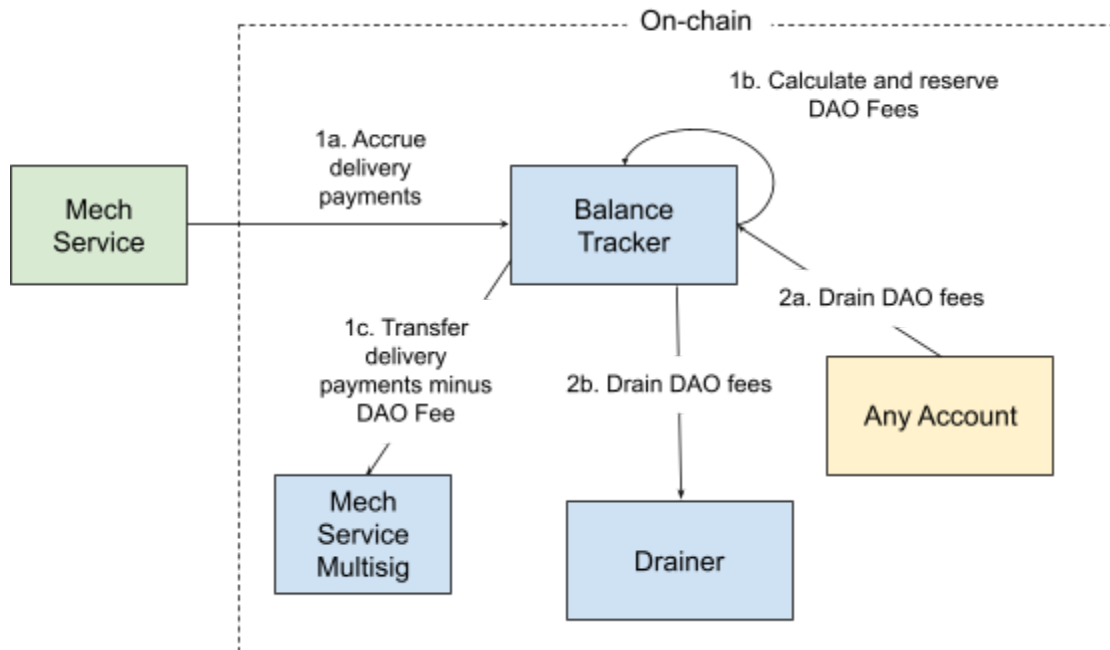 On-chain
1b. Calculate and reserve
DAO Fees
1a. Accrue
delivery
payments
Mech
Service
Balance
Tracker
2a. Drain DAO fees
1c. Transfer
delivery
payments minus
DAO Fee
2b. Drain DAO fees
Any Account
Mech
Service
Multisig
Drainer